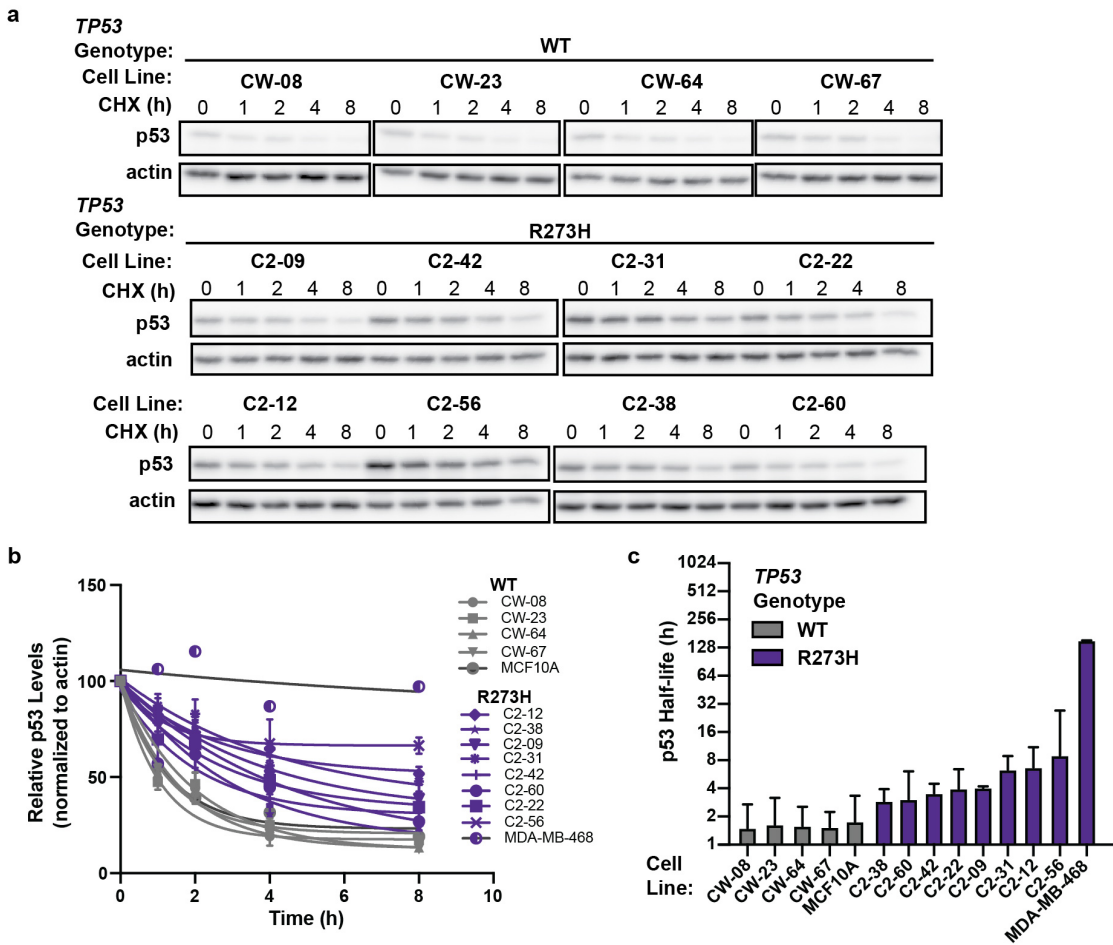 a
TP53
Genotype:
WT
Cell Line:
CW-08 CW-23 CW-64 CW-67
CHX (h) 0 1 2 4 8 0 1 2 4 8 0 1 2 4 8 0 1 2 4 8
p53
actin
TP53
Genotype:
R273H
Cell Line: C2-09 C2-42 C2-31 C2-22
CHX (h) 0 1 2 4 8 0 1 2 4 8 0 1 2 4 8 0 1 2 4 8
p53
actin
Cell Line: C2-12 C2-56 C2-38 C2-60
CHX (h) 0 1 2 4 8 0 1 2 4 8 0 1 2 4 8 0 1 2 4 8
p53
actin
b
Relative p53 Levels
(normalized to actin)
150
100
50
0
0 2 4 6 8 10
Time (h)
WT
CW-08
CW-23
CW-64
CW-67
MCF10A
R273H
C2-12
C2-38
C2-09
C2-31
C2-42
C2-60
C2-22
C2-56
MDA-MB-468
c
p53 Half-life (h)
1024
512
256
128
64
32
16
8
4
2
1
TP53
Genotype
WT
R273H
Cell
Line:
CW-08
CW-23
CW-64
CW-67
MCF10A
C2-38
C2-60
C2-42
C2-22
C2-09
C2-31
C2-12
C2-56
MDA-MB-468